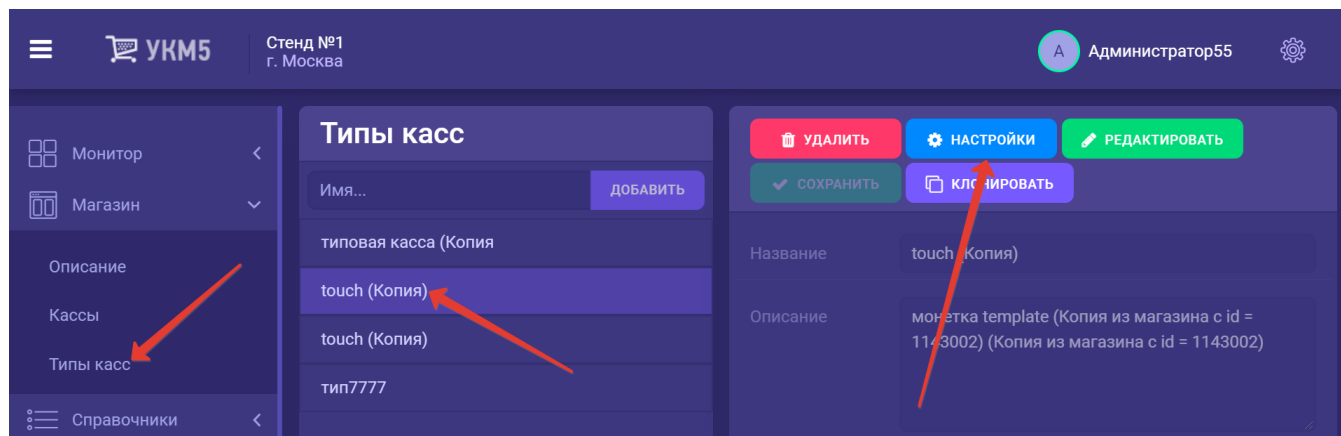 УКМ5
Стенд №1
г. Москва
А
Администратор55
Монитор
Магазин
Описание
Кассы
Типы касс
Справочники
Типы касс
Имя...
ДОБАВИТЬ
типовая касса (Копия
touch (Копия)
touch (Копия)
тип7777
УДАЛИТЬ
НАСТРОЙКИ
РЕДАКТИРОВАТЬ
СОХРАНИТЬ
КЛОНИРОВАТЬ
Название
touch (Копия)
Описание
монетка template (Копия из магазина с id =
1143002) (Копия из магазина с id = 1143002)